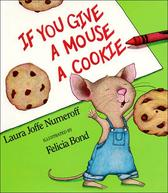 IF YOU GIVE
A MOUSE
A COOKIE
Laura Joffe Numeroff
ILLUSTRATED BY
Felicia Bond